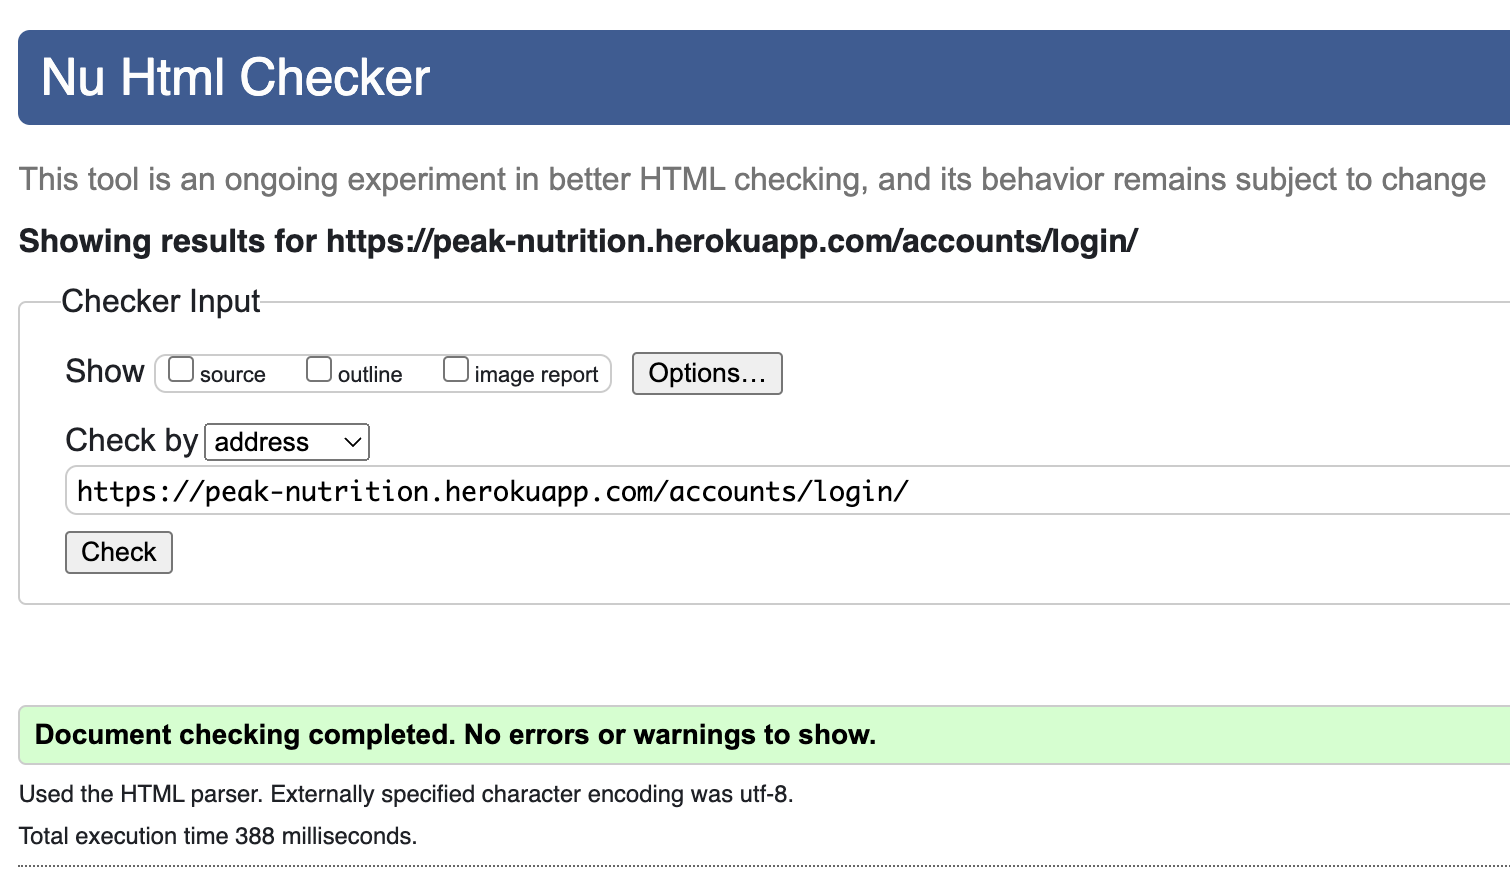 Nu Html Checker
This tool is an ongoing experiment in better HTML checking, and its behavior remains subject to change
Showing results for https://peak-nutrition.herokuapp.com/accounts/login/
Checker Input
Show source outline image report Options...
Check by address
https://peak-nutrition.herokuapp.com/accounts/login/
Check
Document checking completed. No errors or warnings to show.
Used the HTML parser. Externally specified character encoding was utf-8.
Total execution time 388 milliseconds.